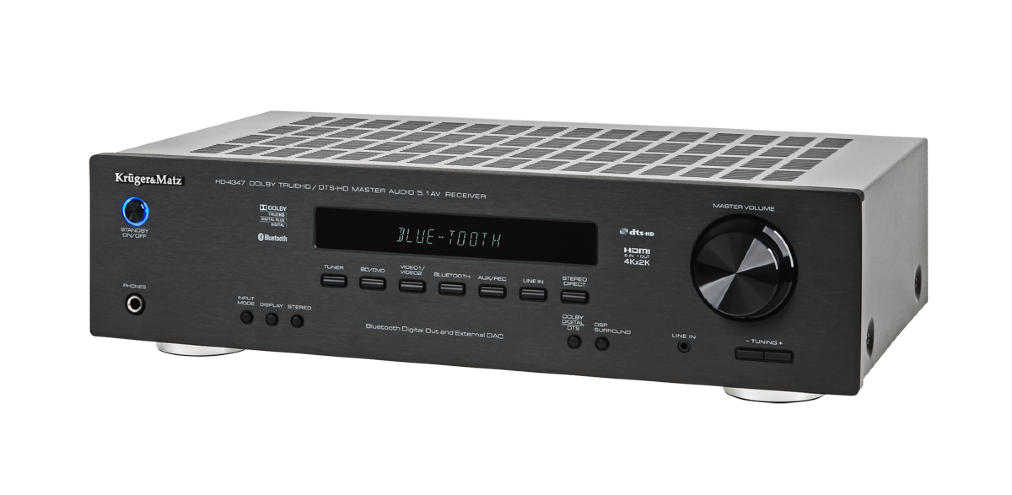 Krüger&Matz
HD-4347 DOLBY TRUEHD / DTS-HD MASTER AUDIO 5.1 AV RECEIVER
STANDBY
ON/OFF
DOLBY
TRUEHD
DIGITAL PLUS
DIGITAL
Bluetooth
BLUE-TOOTH
dts-HD
HDMI
4Kx2K
MASTER VOLUME
TUNER
BD/DVD
VIDEO1/
VIDEO2
BLUETOOTH
AUX/REC
LINE IN
STEREO
DIRECT
PHONES
INPUT
MODE
DISPLAY
STEREO
Bluetooth Digital Out and External DAC
DOLBY
DIGITAL
DTS
DSP
SURROUND
LINE IN
- TUNING +